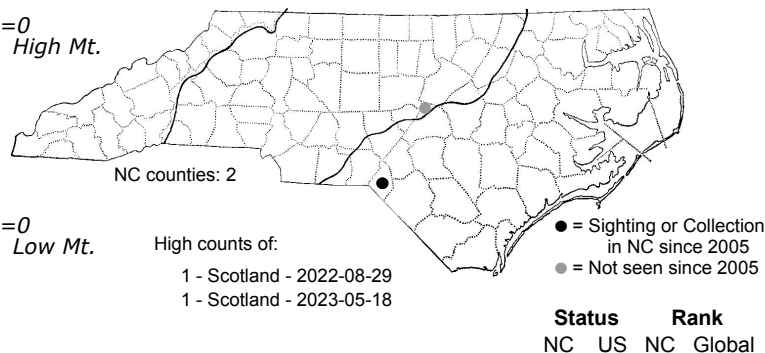 =0
High Mt.
NC counties: 2
=0
Low Mt.
High counts of:
1 - Scotland - 2022-08-29
1 - Scotland - 2023-05-18
● = Sighting or Collection
in NC since 2005
● = Not seen since 2005
Status Rank
NC US NC Global